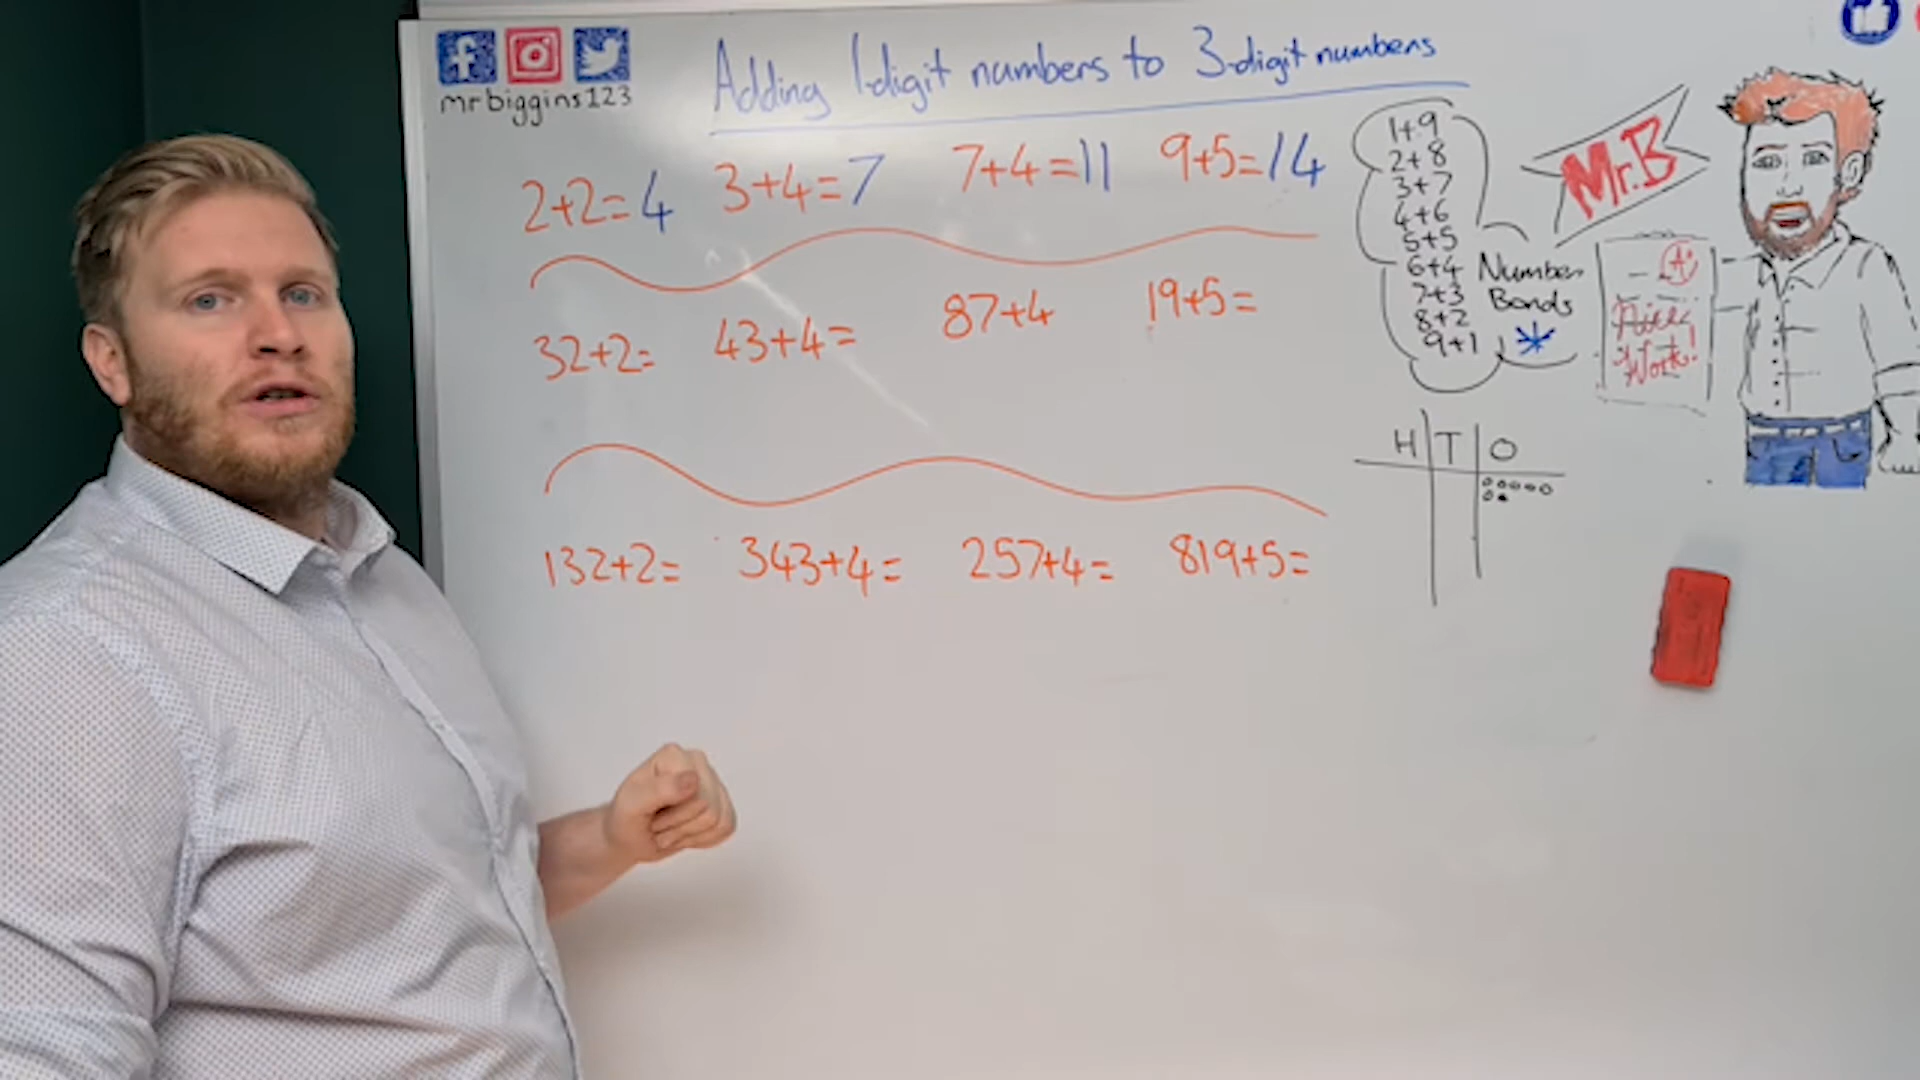 mrbiggins123
Adding 1-digit numbers to 3-digit numbers
2+2=4 3+4=7 7+4=11 9+5=14
32+2= 43+4= 87+4 19+5=
132+2= 343+4= 257+4= 819+5=
1+9
2+8
3+7
4+6
5+5
6+4
7+3
8+2
9+1
Number
Bonds
Mr.B
A+
Nice
Work!
H T O